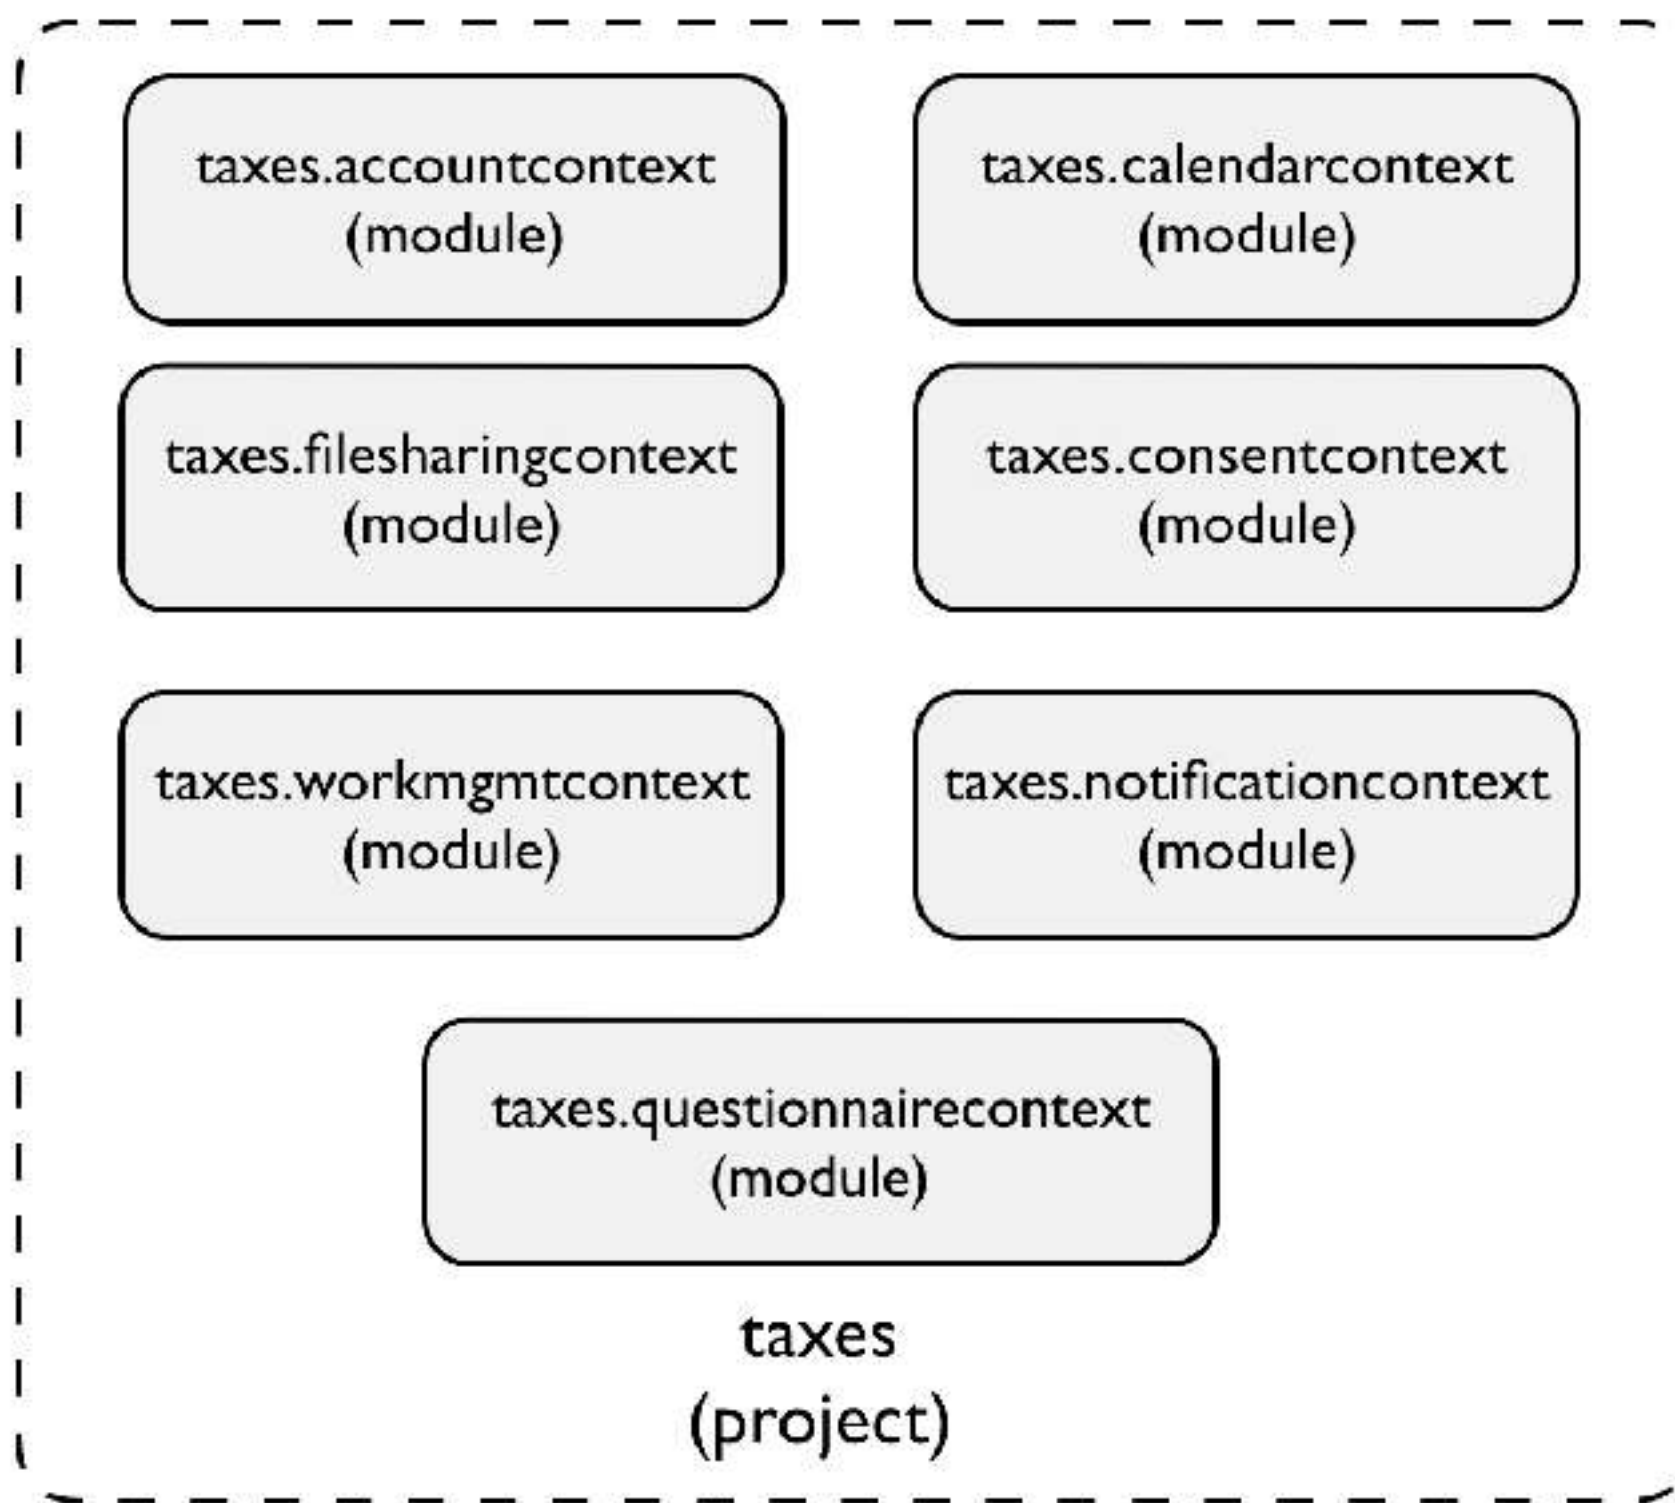 taxes.accountcontext
(module)
taxes.calendarcontext
(module)
taxes.filesharingcontext
(module)
taxes.consentcontext
(module)
taxes.workmgmtcontext
(module)
taxes.notificationcontext
(module)
taxes.questionnairecontext
(module)
taxes
(project)